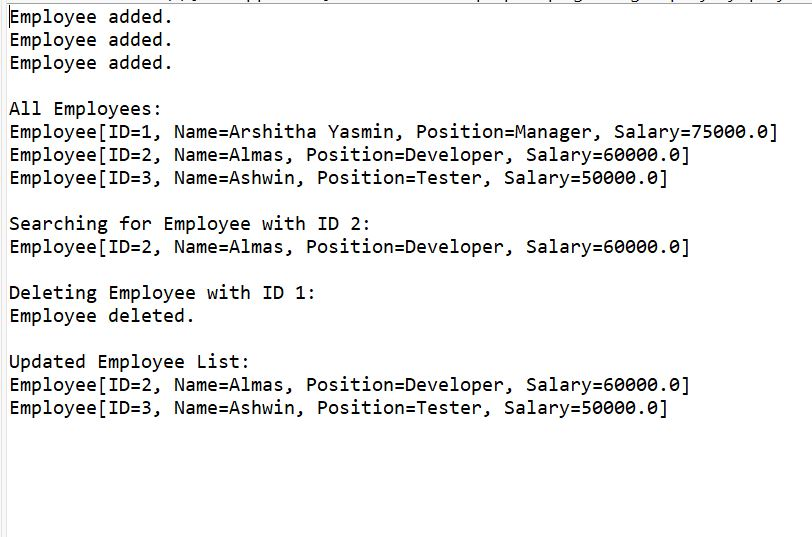 Employee added.
Employee added.
Employee added.
All Employees:
Employee[ID=1, Name=Arshitha Yasmin, Position=Manager, Salary=75000.0]
Employee[ID=2, Name=Almas, Position=Developer, Salary=60000.0]
Employee[ID=3, Name=Ashwin, Position=Tester, Salary=50000.0]
Searching for Employee with ID 2:
Employee[ID=2, Name=Almas, Position=Developer, Salary=60000.0]
Deleting Employee with ID 1:
Employee deleted.
Updated Employee List:
Employee[ID=2, Name=Almas, Position=Developer, Salary=60000.0]
Employee[ID=3, Name=Ashwin, Position=Tester, Salary=50000.0]